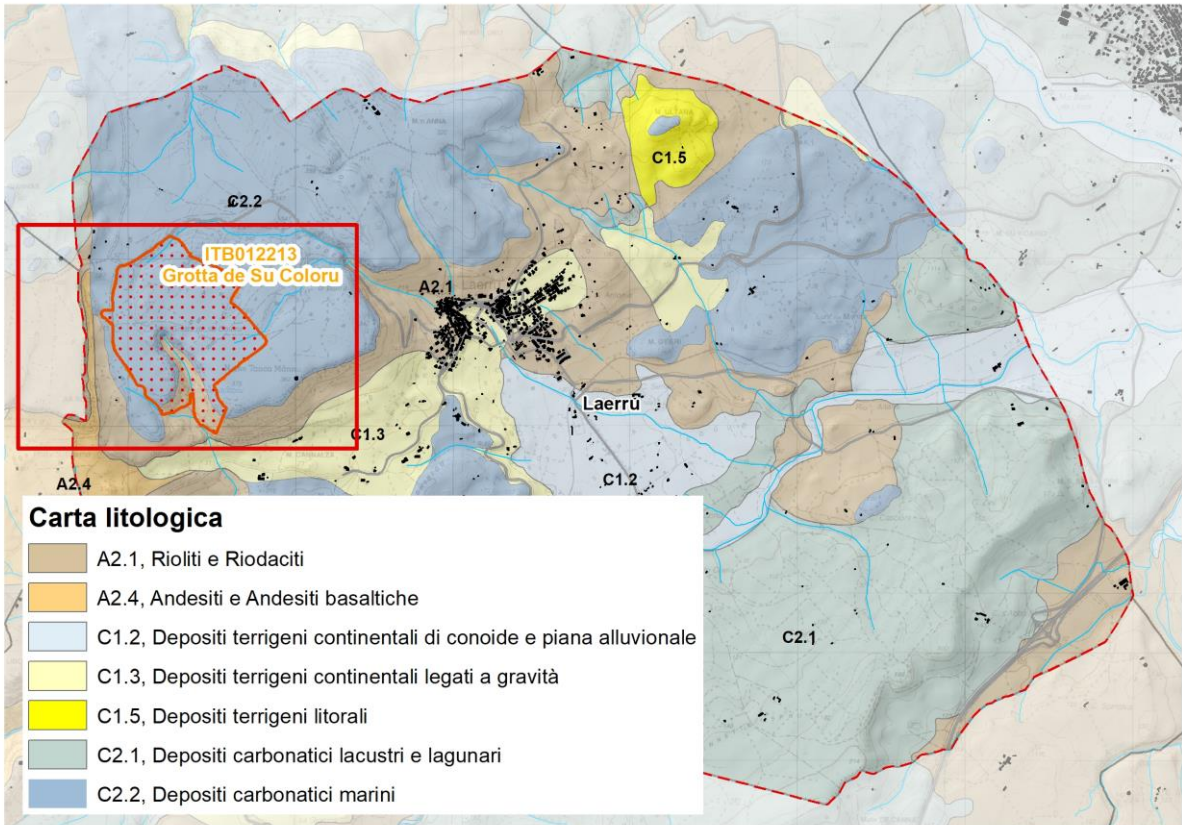 C1.5
C2.2
ITB012213
Grotta de Su Coloru
A2.1
Laerru
C1.3
C1.2
A2.4
C2.1
Carta litologica
A2.1, Rioliti e Riodaciti
A2.4, Andesiti e Andesiti basaltiche
C1.2, Depositi terrigeni continentali di conoide e piana alluvionale
C1.3, Depositi terrigeni continentali legati a gravità
C1.5, Depositi terrigeni litorali
C2.1, Depositi carbonatici lacustri e lagunari
C2.2, Depositi carbonatici marini